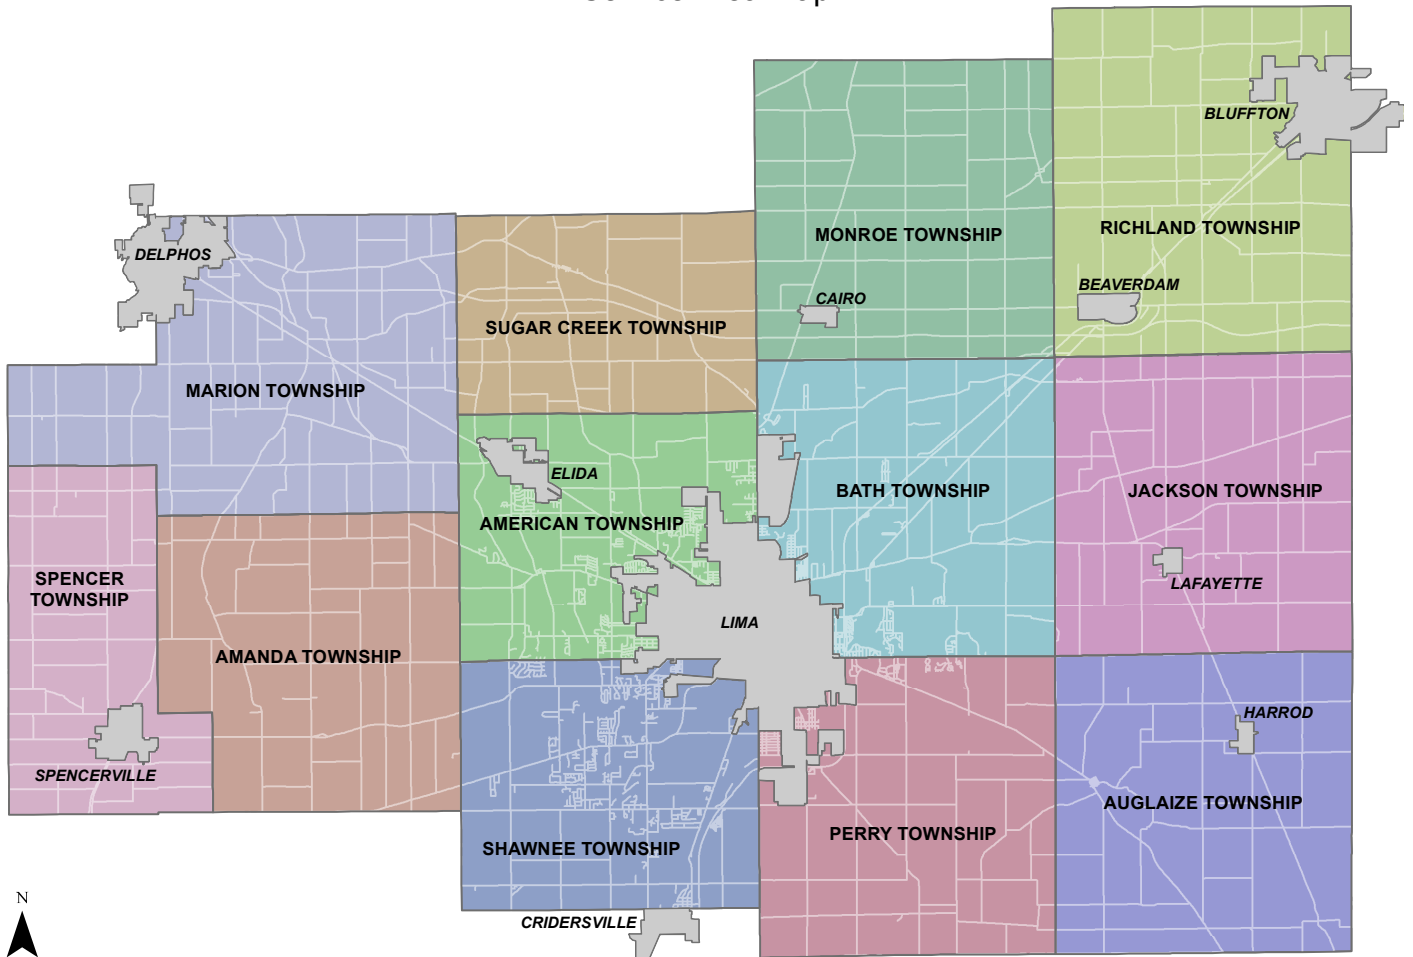 BLUFFTON
RICHLAND TOWNSHIP
MONROE TOWNSHIP
DELPHOS
BEAVERDAM
CAIRO
SUGAR CREEK TOWNSHIP
MARION TOWNSHIP
ELIDA
BATH TOWNSHIP
JACKSON TOWNSHIP
AMERICAN TOWNSHIP
SPENCER
TOWNSHIP
LAFAYETTE
LIMA
AMANDA TOWNSHIP
HARROD
SPENCERVILLE
AUGLAIZE TOWNSHIP
PERRY TOWNSHIP
SHAWNEE TOWNSHIP
N
CRIDERSVILLE